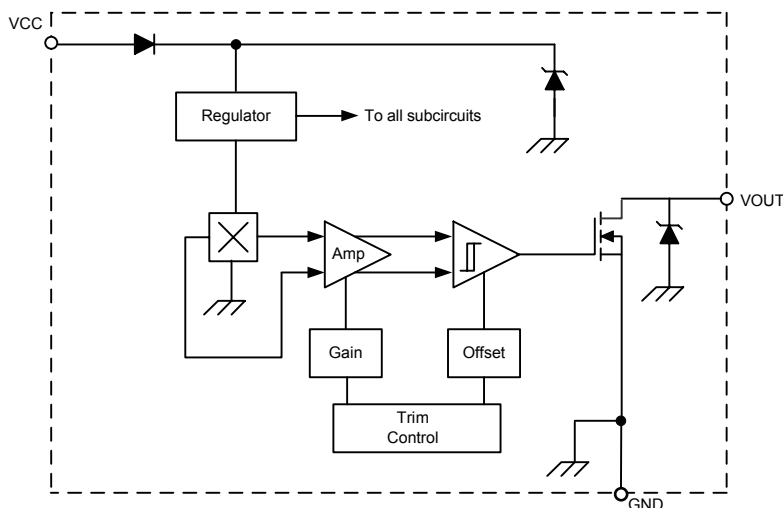 VCC
Regulator
To all subcircuits
VOUT
Amp
Gain
Offset
Trim
Control
GND